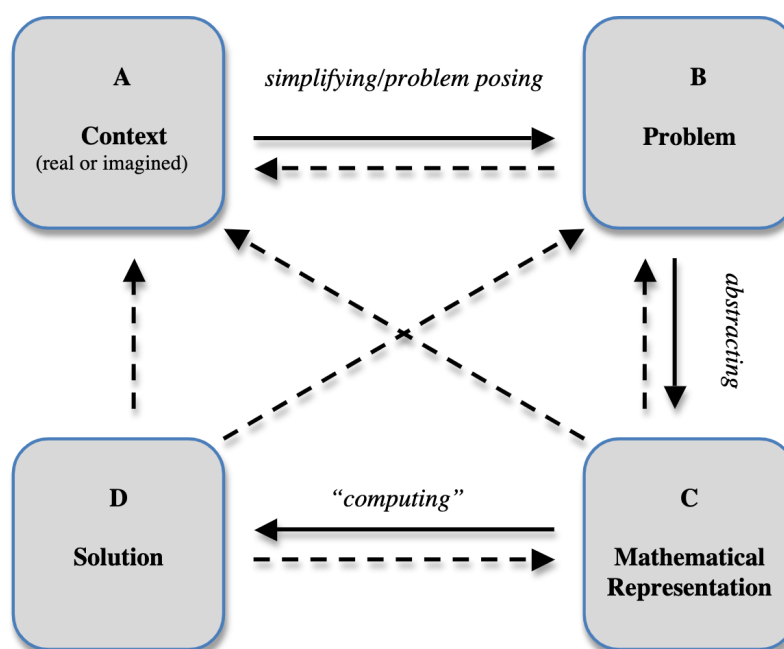 A
Context
(real or imagined)
simplifying/problem posing
B
Problem
abstracting
D
Solution
“computing”
C
Mathematical
Representation